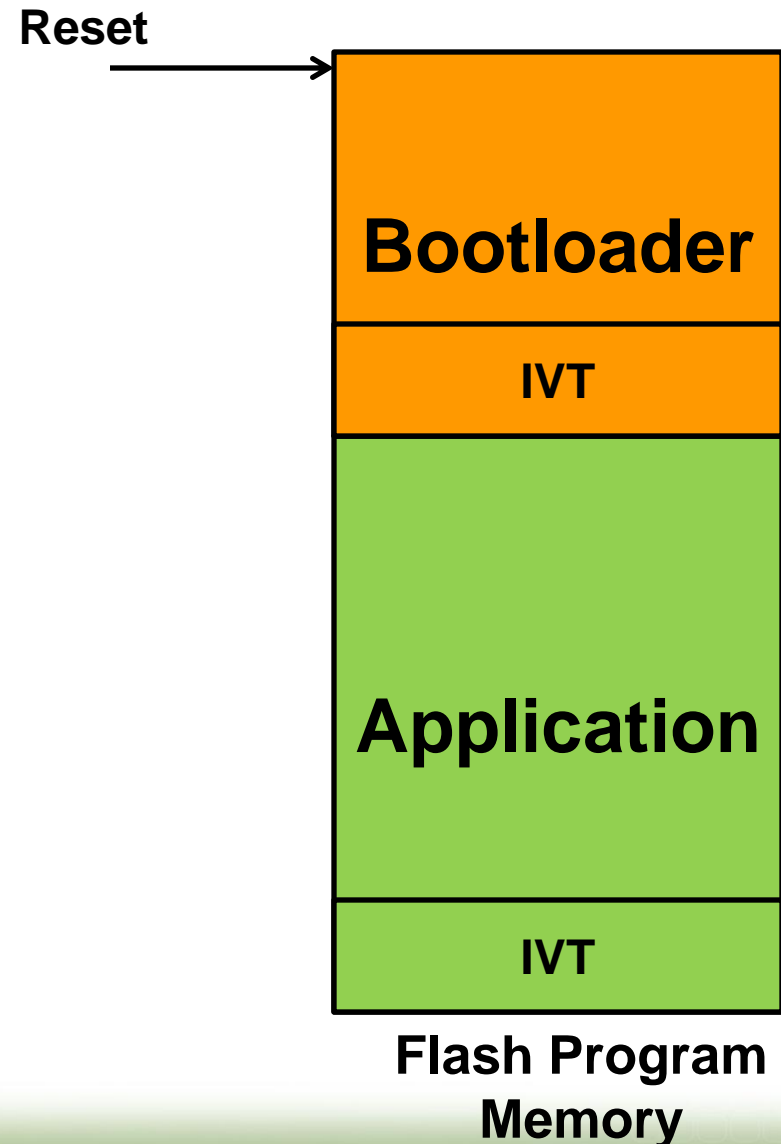 Reset
Bootloader
IVT
Application
IVT
Flash Program
Memory